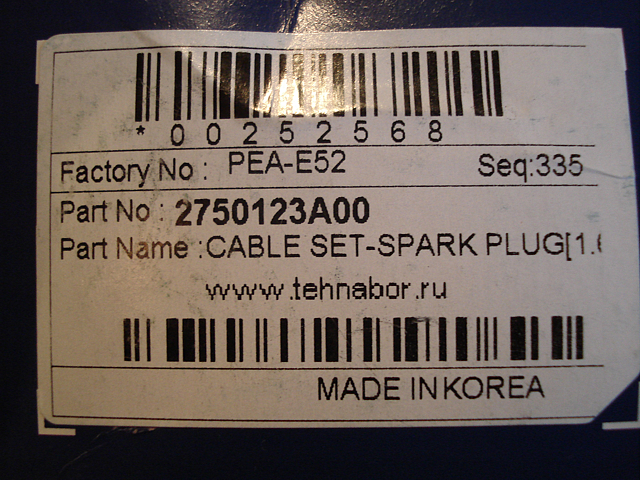 * 0 0 2 5 2 5 6 8
Factory No : PEA-E52 Seq:335
Part No : 2750123A00
Part Name :CABLE SET-SPARK PLUG[1.
www.tehnabor.ru
MADE IN KOREA